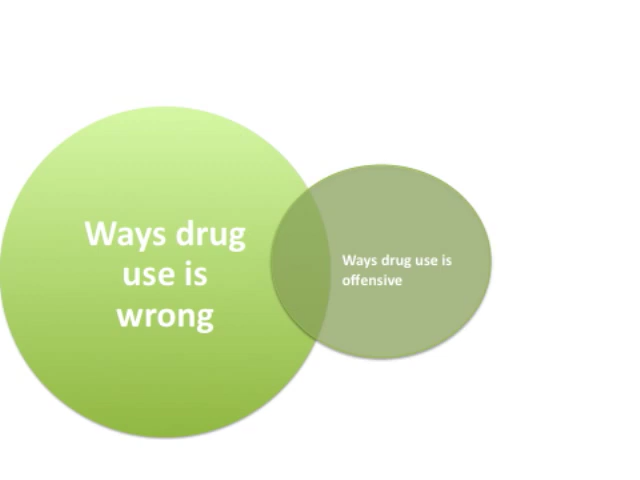 Ways drug
use is
wrong
Ways drug use is
offensive